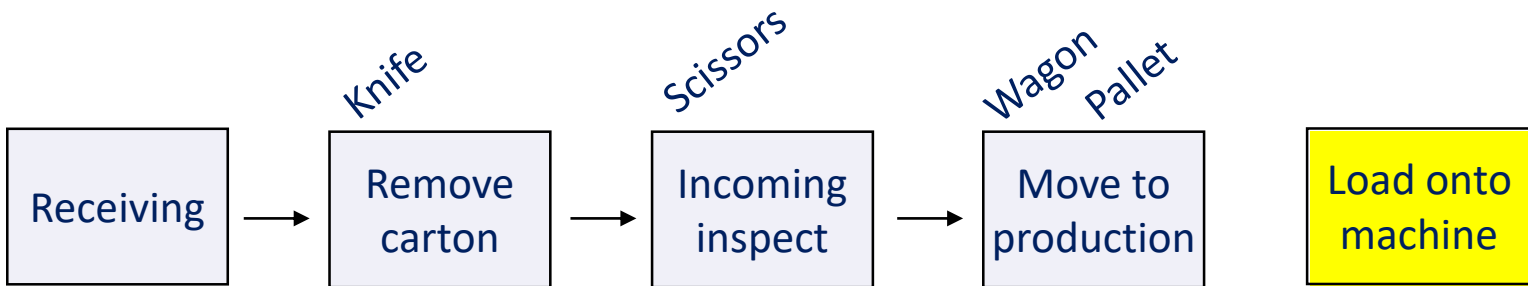 Knife
Scissors
Wagon
Pallet
Receiving
Remove
carton
Incoming
inspect
Move to
production
Load onto
machine